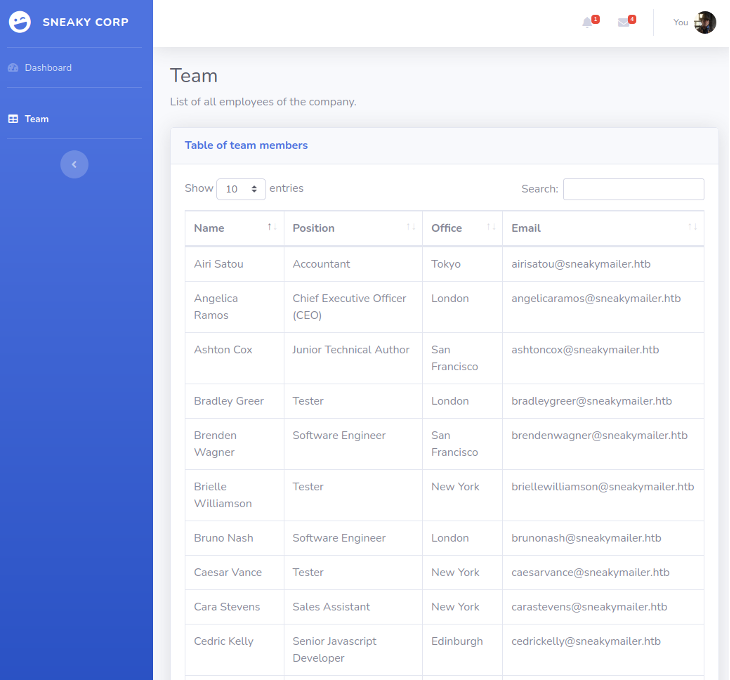 SNEAKY CORP
1
4
You
Dashboard
Team
Team
List of all employees of the company.
Table of team members
Show 10 entries
Search:
Name Position Office Email
Airi Satou Accountant Tokyo airisatou@sneakymailer.htb
Angelica Chief Executive Officer London angelicaramos@sneakymailer.htb
Ramos (CEO)
Ashton Cox Junior Technical Author San ashtoncox@sneakymailer.htb
Francisco
Bradley Greer Tester London bradleygreer@sneakymailer.htb
Brenden Software Engineer San brendenwagner@sneakymailer.htb
Wagner Francisco
Brielle Tester New York briellewilliamson@sneakymailer.htb
Williamson
Bruno Nash Software Engineer London brunonash@sneakymailer.htb
Caesar Vance Tester New York caesarvance@sneakymailer.htb
Cara Stevens Sales Assistant New York carastevens@sneakymailer.htb
Cedric Kelly Senior Javascript Edinburgh cedrickelly@sneakymailer.htb
Developer